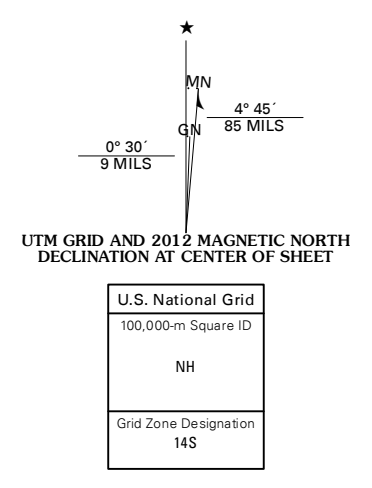 ★
MN
4° 45´
85 MILS
GN
0° 30´
9 MILS
UTM GRID AND 2012 MAGNETIC NORTH
DECLINATION AT CENTER OF SHEET
U.S. National Grid
100,000-m Square ID
NH
Grid Zone Designation
14S